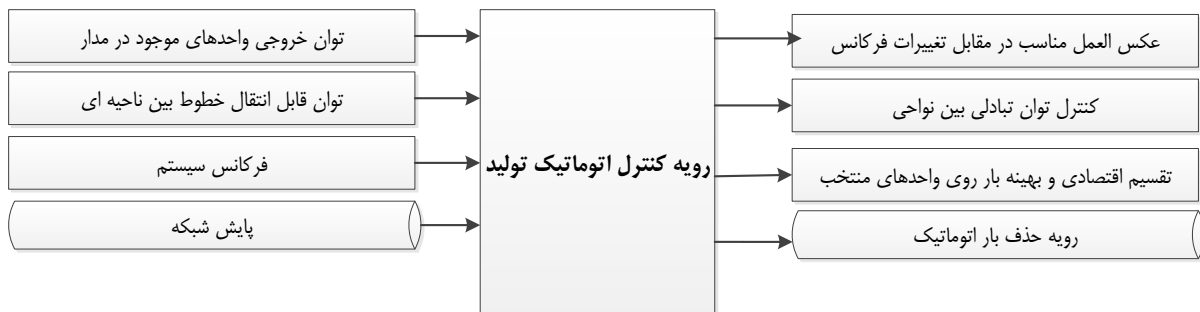 توان خروجی واحدهای موجود در مدار
توان قابل انتقال خطوط بین ناحیه ای
فرکانس سیستم
پایش شبکه
رویه کنترل اتوماتیک تولید
عکس العمل مناسب در مقابل تغییرات فرکانس
کنترل توان تبادلی بین نواحی
تقسیم اقتصادی و بهینه بار روی واحدهای منتخب
رویه حذف بار اتوماتیک